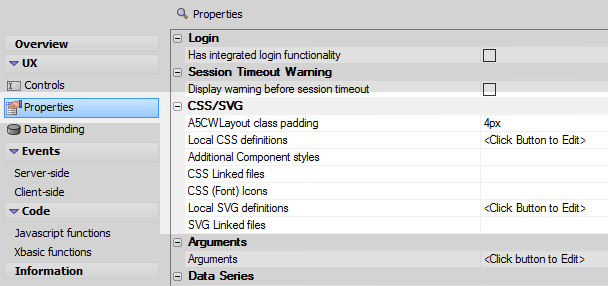 Overview
UX
Controls
Properties
Data Binding
Events
Server-side
Client-side
Code
Javascript functions
Xbasic functions
Information
Properties
Login
Has integrated login functionality
Session Timeout Warning
Display warning before session timeout
CSS/SVG
A5CWLayout class padding 4px
Local CSS definitions <Click Button to Edit>
Additional Component styles
CSS Linked files
CSS (Font) Icons
Local SVG definitions <Click Button to Edit>
SVG Linked files
Arguments
Arguments <Click button to Edit>
Data Series